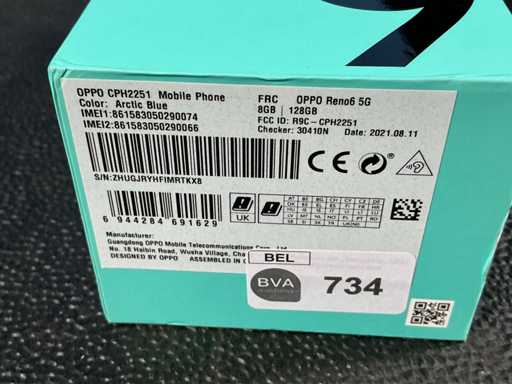 OPPO CPH2251 Mobile Phone
Color: Arctic Blue
IMEI1:861583050290074
IMEI2:861583050290066
FRC OPPO Reno6 5G
8GB | 128GB
FCC ID: R9C-CPH2251
Checker: 30410N Date: 2021.08.11
S/N:ZHUGJRYHFIMRTKX8
6 944284 691629
UK
Manufacturer:
Guangdong OPPO Mobile Telecommunications
No. 18 Haibin Road, Wusha Village,
DESIGNED BY OPPO ASSEMBLED IN
BEL
BVA
734